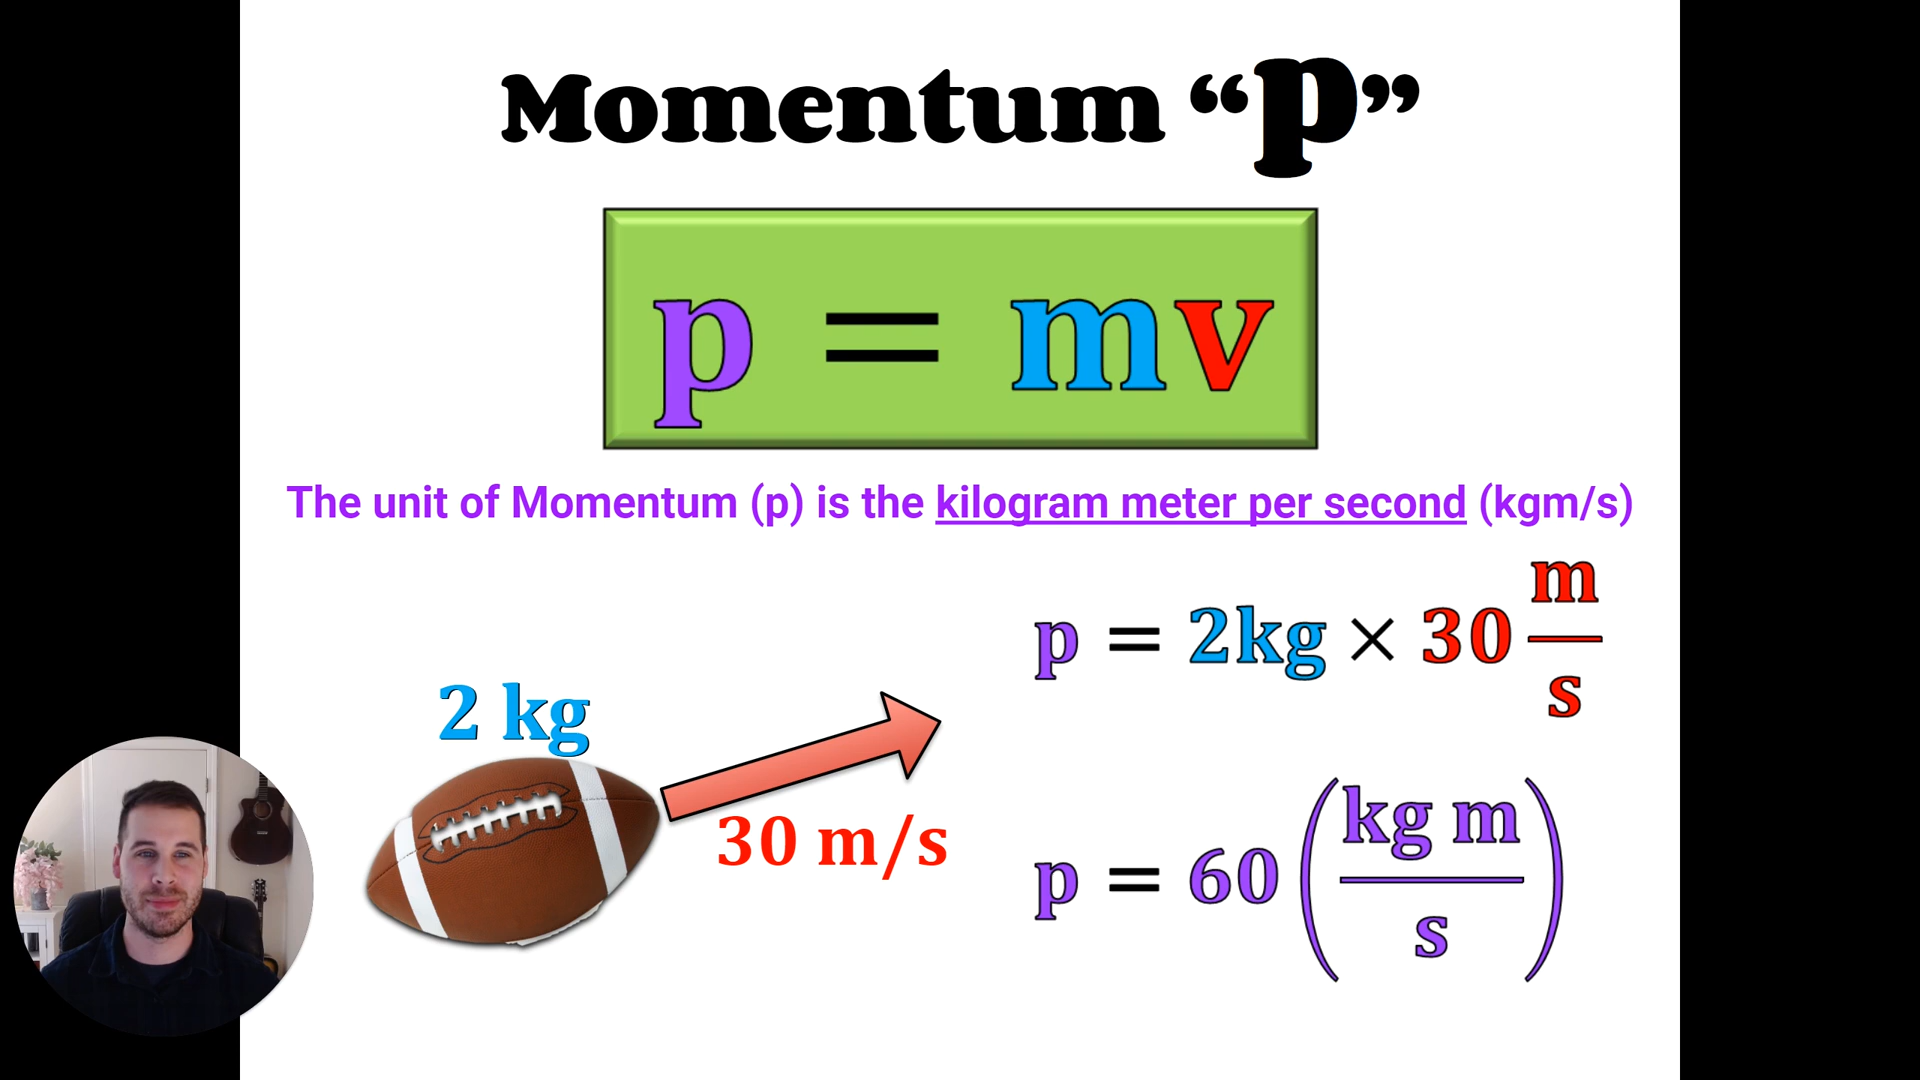 Momentum “p”
p = mv
The unit of Momentum (p) is the kilogram meter per second (kgm/s)
p = 2kg × 30 m/s
2 kg
30 m/s
p = 60 (kg m/s)